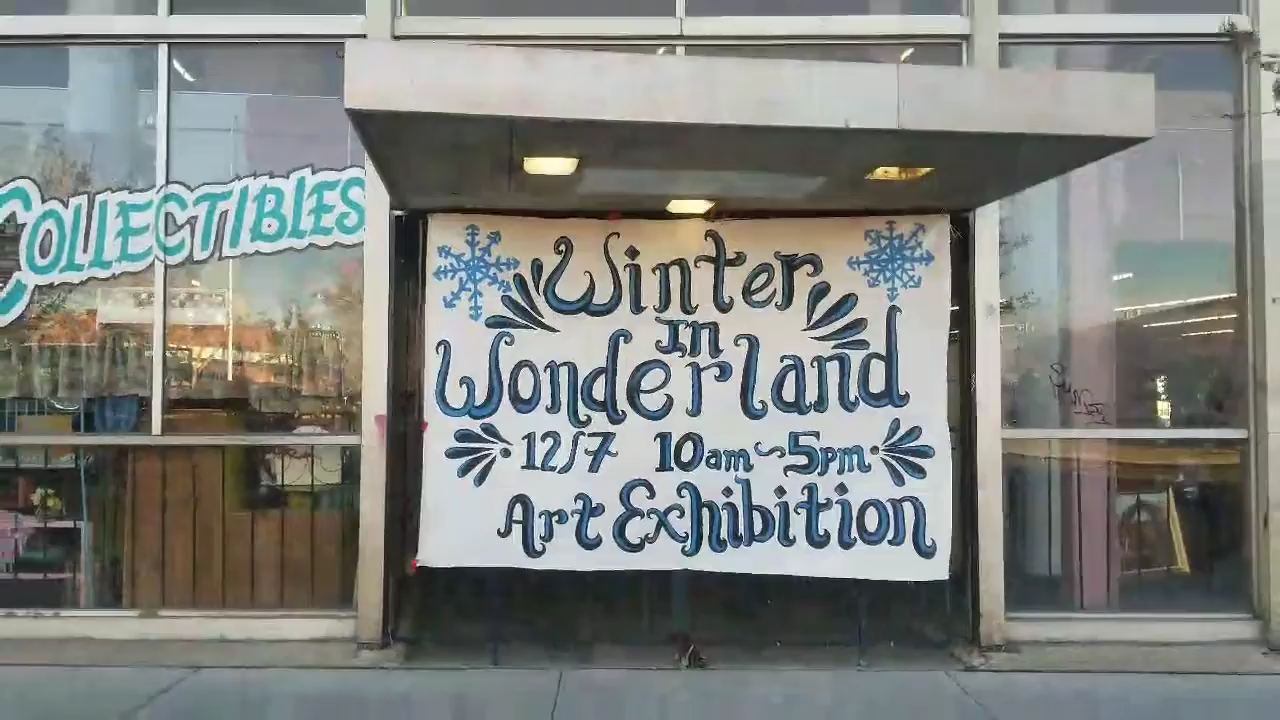 COLLECTIBLES
Winter
in
Wonderland
12/7 10am~5pm
Art Exhibition